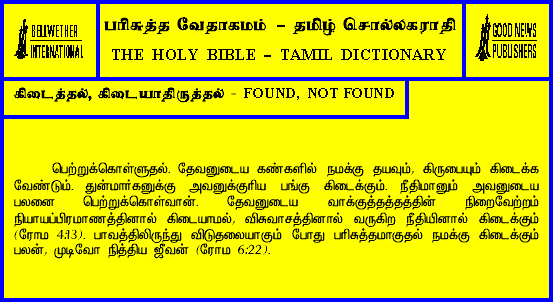 BELLWETHER
INTERNATIONAL
பரிசுத்த வேதாகமம் – தமிழ் சொல்லகராதி
THE HOLY BIBLE – TAMIL DICTIONARY
GOOD NEWS
PUBLISHERS
கிடைத்தல், கிடையாதிருத்தல் - FOUND, NOT FOUND
பெற்றுக்கொள்ளுதல். தேவனுடைய கண்களில் நமக்கு தயவும், கிருபையும் கிடைக்க
வேண்டும். துன்மார்கனுக்கு அவனுக்குரிய பங்கு கிடைக்கும். நீதிமானும் அவனுடைய
பலனை பெற்றுக்கொள்வான். தேவனுடைய வாக்குத்தத்தத்தின் நிறைவேற்றம்
நியாயப்பிரமாணத்தினால் கிடையாமல், விசுவாசத்தினால் வருகிற நீதியினால் கிடைக்கும்
(ரோம 4:13). பாவத்திலிருந்து விடுதலையாகும் போது பரிசுத்தமாகுதல் நமக்கு கிடைக்கும்
பலன், முடிவோ நித்திய ஜீவன் (ரோம 6:22).